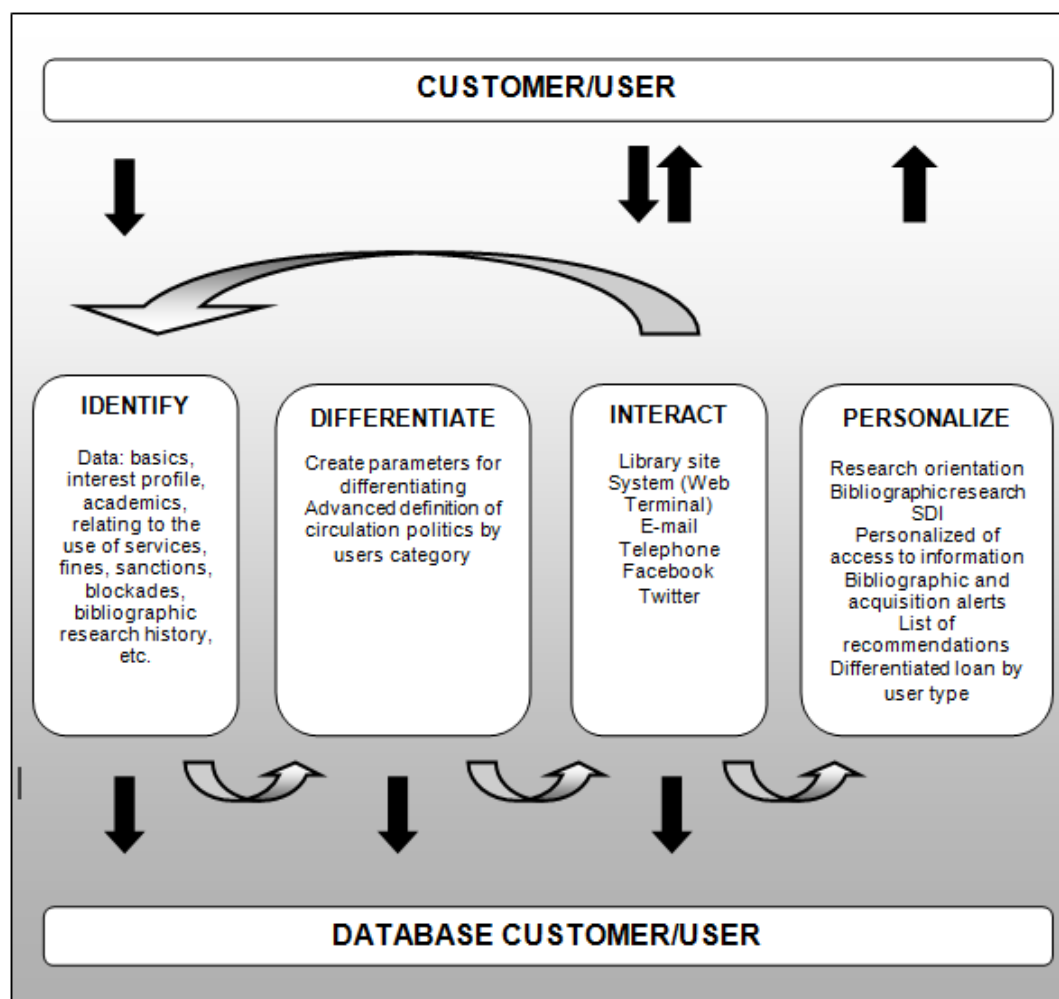 CUSTOMER/USER
IDENTIFY
Data: basics,
interest profile,
academics,
relating to the
use of services,
fines, sanctions,
blockades,
bibliographic
research history,
etc.
DIFFERENTIATE
Create parameters for
differentiating
Advanced definition of
circulation politics by
users category
INTERACT
Library site
System (Web
Terminal)
E-mail
Telephone
Facebook
Twitter
PERSONALIZE
Research orientation
Bibliographic research
SDI
Personalized of
access to information
Bibliographic and
acquisition alerts
List of
recommendations
Differentiated loan by
user type
DATABASE CUSTOMER/USER